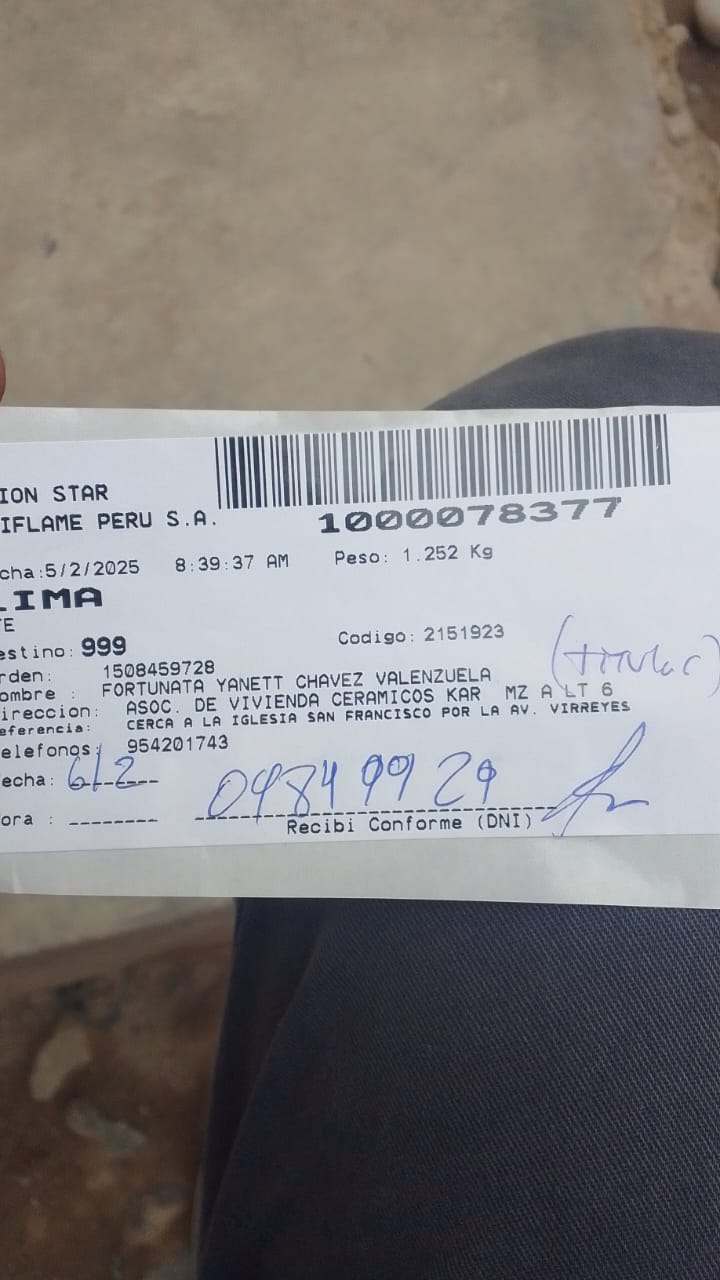 ION STAR
IFLAME PERU S.A.
1000078377
cha:5/2/2025 8:39:37 AM Peso: 1.252 Kg
LIMA
TE
estino: 999 Codigo: 2151923
rden: 1508459728
(titular)
ombre : FORTUNATA YANETT CHAVEZ VALENZUELA
ireccion: ASOC. DE VIVIENDA CERAMICOS KAR MZ A LT 6
eferencia: CERCA A LA IGLESIA SAN FRANCISCO POR LA AV. VIRREYES
elefonos: 954201743
echa: 6/2
09849929
ora : --------
Recibi Conforme (DNI)